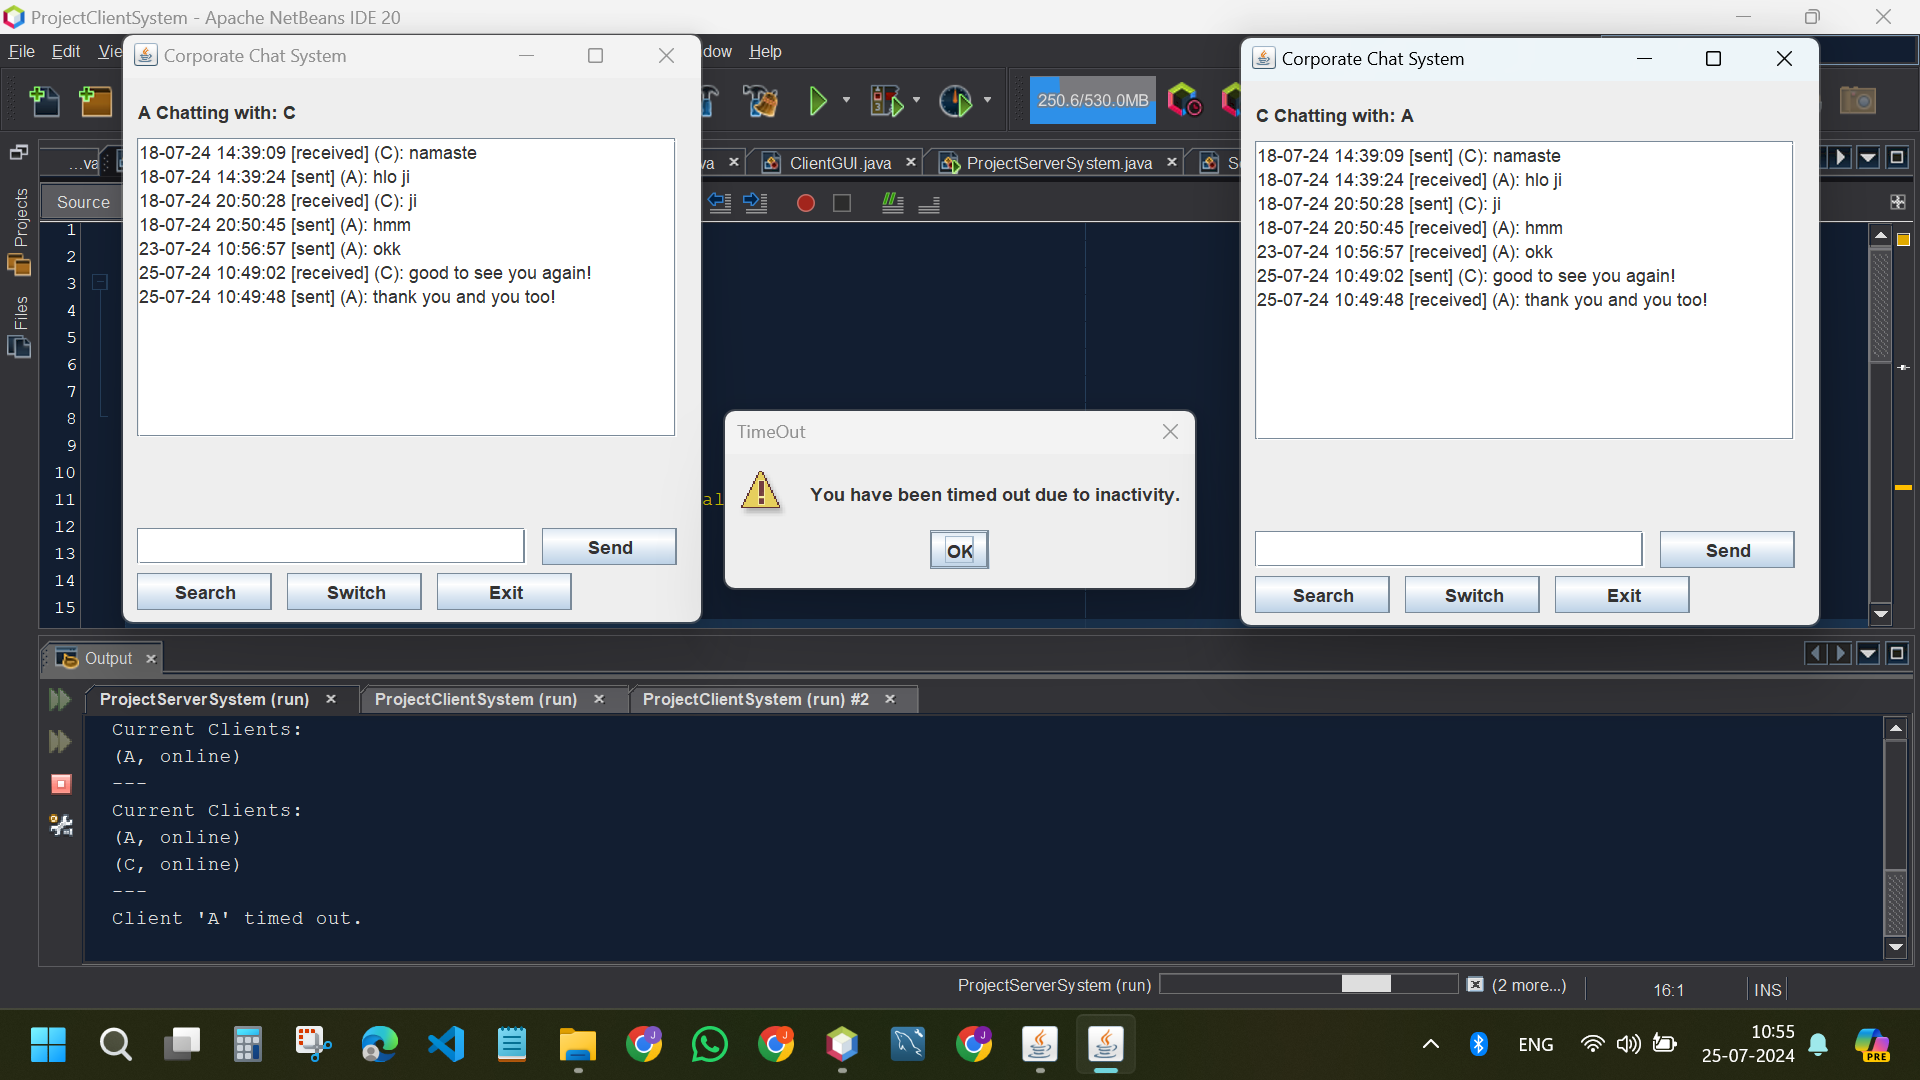 ProjectClientSystem - Apache NetBeans IDE 20
File Edit Vie dow Help
Corporate Chat System
A Chatting with: C
18-07-24 14:39:09 [received] (C): namaste
18-07-24 14:39:24 [sent] (A): hlo ji
18-07-24 20:50:28 [received] (C): ji
18-07-24 20:50:45 [sent] (A): hmm
23-07-24 10:56:57 [sent] (A): okk
25-07-24 10:49:02 [received] (C): good to see you again!
25-07-24 10:49:48 [sent] (A): thank you and you too!
Send
Search Switch Exit
250.6/530.0MB
...va
va ClientGUI.java ProjectServerSystem.java S
Source
Projects
Files
1
2
3
4
5
6
7
8
9
10
11
12
13
14
15
al
TimeOut
You have been timed out due to inactivity.
OK
Corporate Chat System
C Chatting with: A
18-07-24 14:39:09 [sent] (C): namaste
18-07-24 14:39:24 [received] (A): hlo ji
18-07-24 20:50:28 [sent] (C): ji
18-07-24 20:50:45 [received] (A): hmm
23-07-24 10:56:57 [received] (A): okk
25-07-24 10:49:02 [sent] (C): good to see you again!
25-07-24 10:49:48 [received] (A): thank you and you too!
Send
Search Switch Exit
Output
ProjectServerSystem (run) ProjectClientSystem (run) ProjectClientSystem (run) #2
Current Clients:
(A, online)
---
Current Clients:
(A, online)
(C, online)
---
Client 'A' timed out.
ProjectServerSystem (run) (2 more...) 16:1 INS
ENG
10:55
25-07-2024
PRE